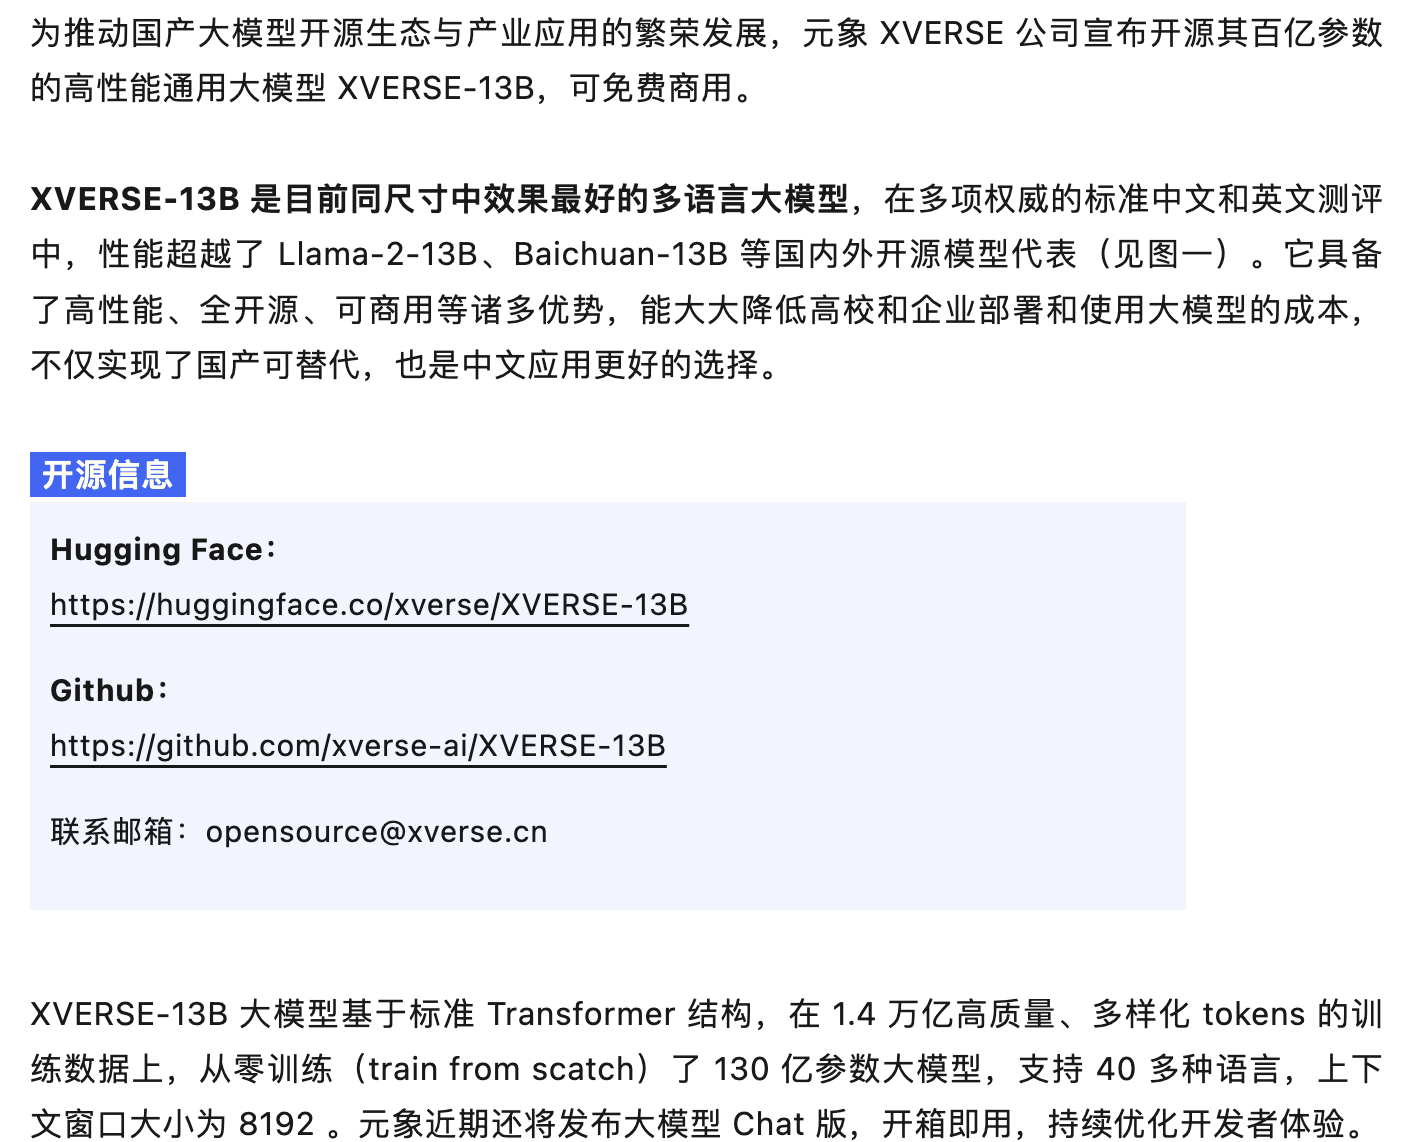 为推动国产大模型开源生态与产业应用的繁荣发展，元象 XVERSE 公司宣布开源其百亿参数
的高性能通用大模型 XVERSE-13B，可免费商用。
XVERSE-13B 是目前同尺寸中效果最好的多语言大模型，在多项权威的标准中文和英文测评
中，性能超越了 Llama-2-13B、Baichuan-13B 等国内外开源模型代表（见图一）。它具备
了高性能、全开源、可商用等诸多优势，能大大降低高校和企业部署和使用大模型的成本，
不仅实现了国产可替代，也是中文应用更好的选择。
开源信息
Hugging Face：
https://huggingface.co/xverse/XVERSE-13B
Github：
https://github.com/xverse-ai/XVERSE-13B
联系邮箱：opensource@xverse.cn
XVERSE-13B 大模型基于标准 Transformer 结构，在 1.4 万亿高质量、多样化 tokens 的训
练数据上，从零训练（train from scatch）了 130 亿参数大模型，支持 40 多种语言，上下
文窗口大小为 8192 。元象近期还将发布大模型 Chat 版，开箱即用，持续优化开发者体验。